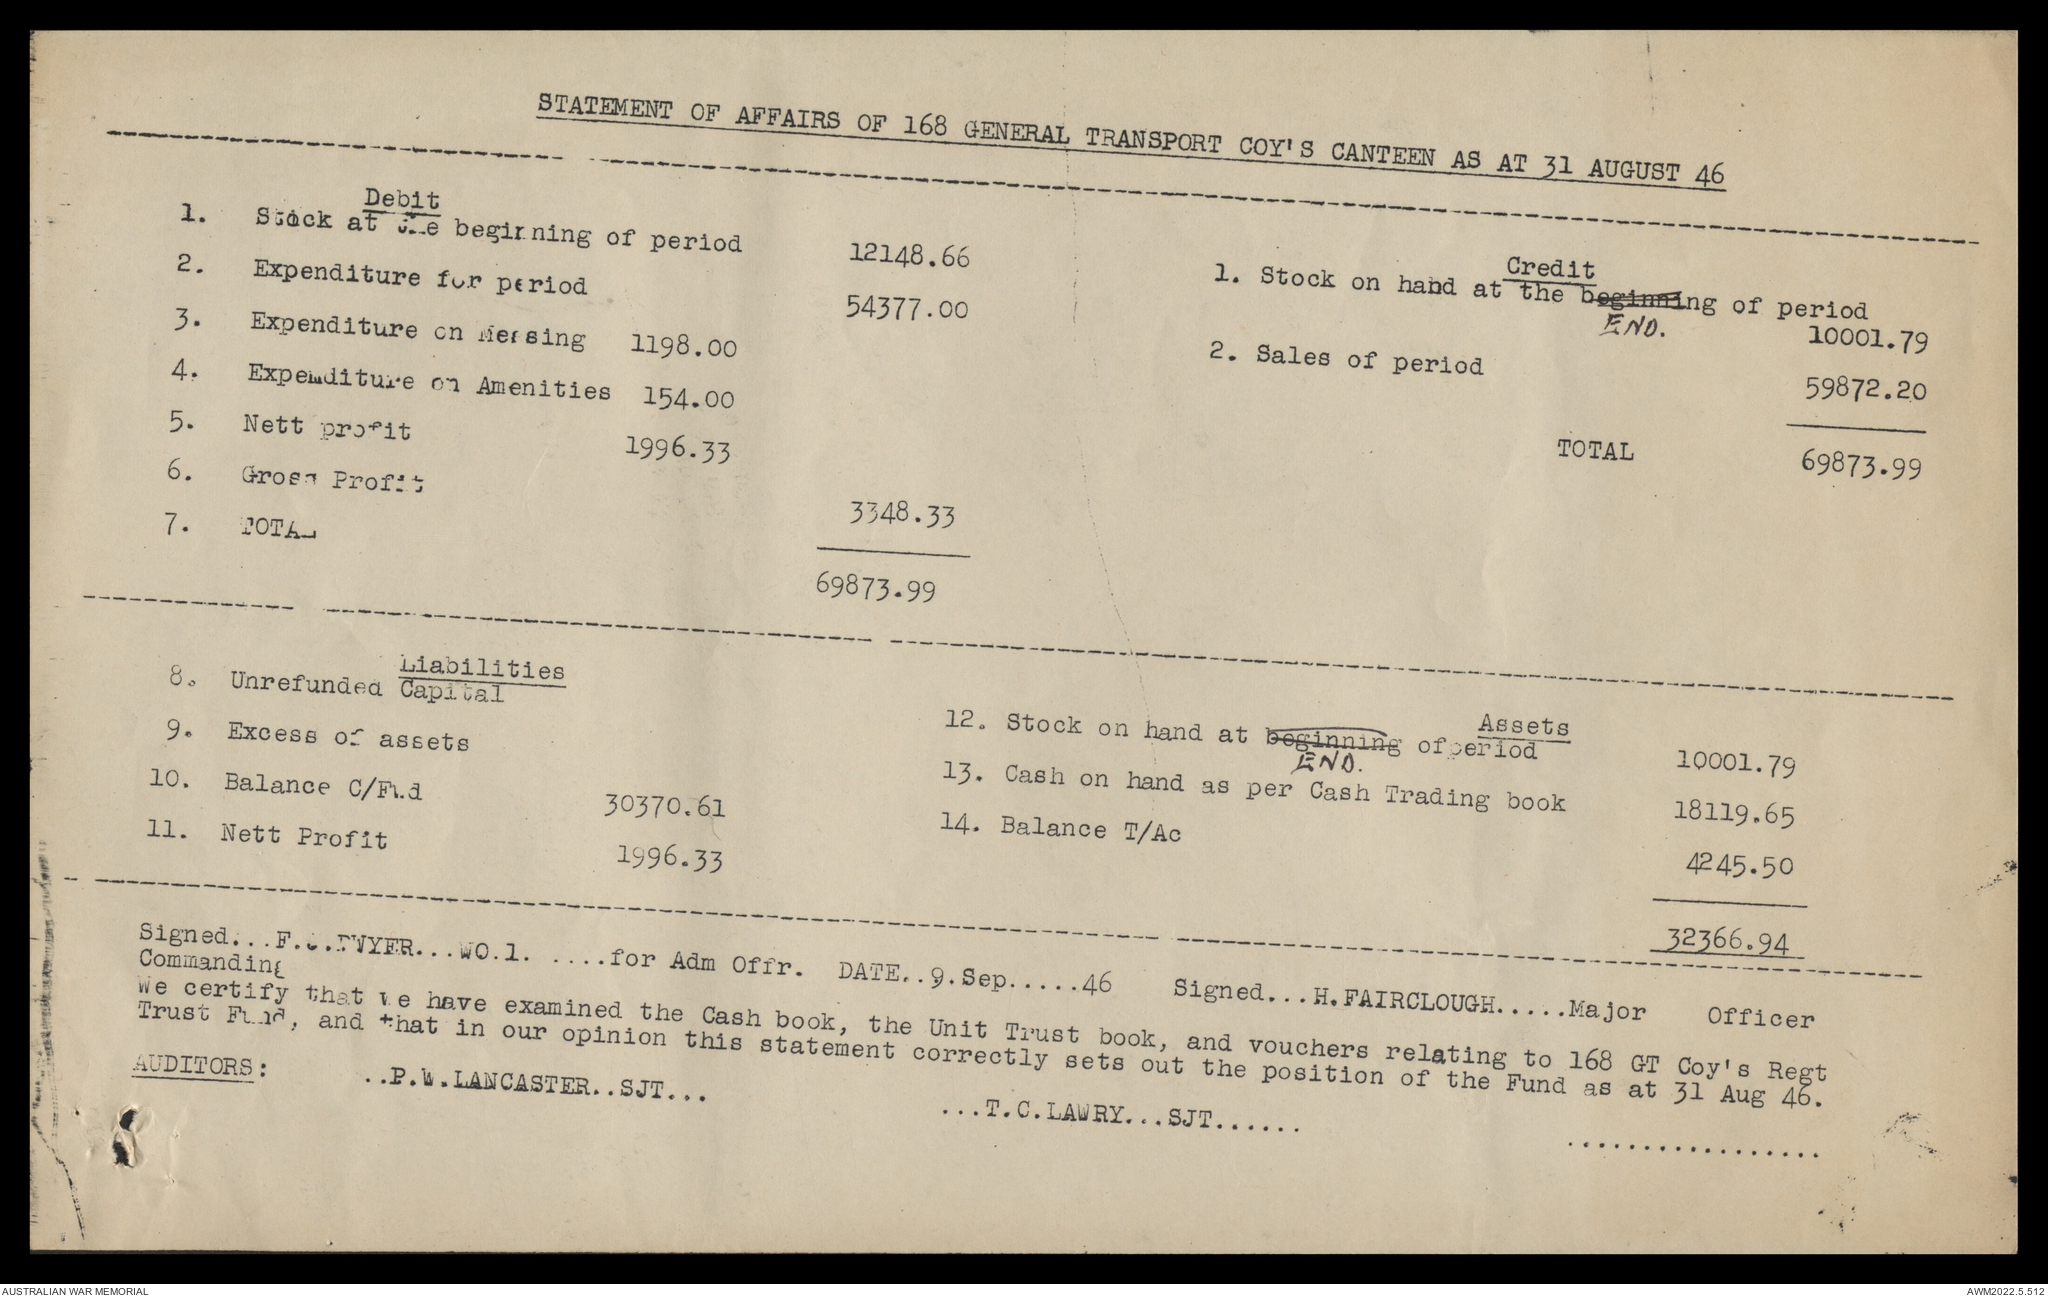 STATEMENT OF AFFAIRS OF 168 GENERAL TRANSPORT COY'S CANTEEN AS AT 31 AUGUST 46
Debit
1. Stock at the beginning of period 12148.66
2. Expenditure for period 54377.00
3. Expenditure on Messing 1198.00
4. Expenditure on Amenities 154.00
5. Nett profit 1996.33
6. Gross Profit 3348.33
7. TOTAL 69873.99
Credit
1. Stock on hand at the beginning of period
END. 10001.79
2. Sales of period 59872.20
TOTAL 69873.99
Liabilities
8. Unrefunded Capital
9. Excess of assets
10. Balance C/Fwd 30370.61
11. Nett Profit 1996.33
Assets
12. Stock on hand at beginning ofperiod 10001.79
END.
13. Cash on hand as per Cash Trading book 18119.65
14. Balance T/Ac 4245.50
32366.94
Signed...F.J.DWYER...WO.1. ....for Adm Offr. DATE..9.Sep.....46 Signed...H.FAIRCLOUGH.....Major Officer
Commanding
We certify that we have examined the Cash book, the Unit Trust book, and vouchers relating to 168 GT Coy's Regt
Trust Fund, and that in our opinion this statement correctly sets out the position of the Fund as at 31 Aug 46.
AUDITORS: ..P.W.LANCASTER..SJT... ...T.C.LAWRY...SJT...... .................
AUSTRALIAN WAR MEMORIAL
AWM2022.5.512